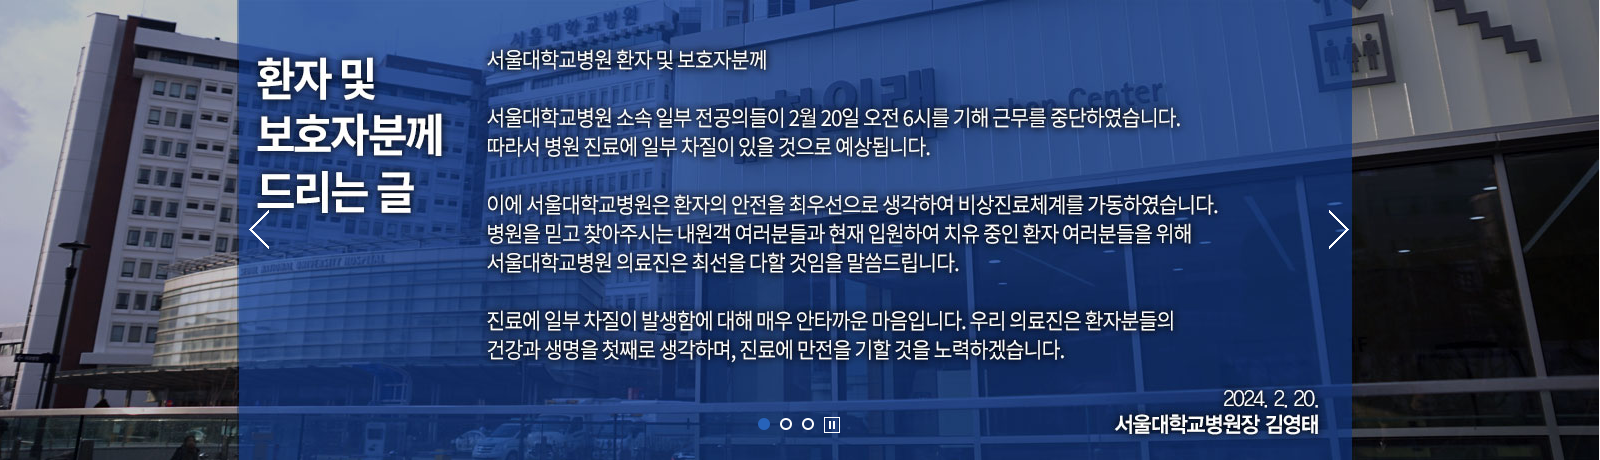 환자 및
보호자분께
드리는 글
서울대학교병원 환자 및 보호자분께
서울대학교병원 소속 일부 전공의들이 2월 20일 오전 6시를 기해 근무를 중단하였습니다.
따라서 병원 진료에 일부 차질이 있을 것으로 예상됩니다.
이에 서울대학교병원은 환자의 안전을 최우선으로 생각하여 비상진료체계를 가동하였습니다.
병원을 믿고 찾아주시는 내원객 여러분들과 현재 입원하여 치유 중인 환자 여러분들을 위해
서울대학교병원 의료진은 최선을 다할 것임을 말씀드립니다.
진료에 일부 차질이 발생함에 대해 매우 안타까운 마음입니다. 우리 의료진은 환자분들의
건강과 생명을 첫째로 생각하며, 진료에 만전을 기할 것을 노력하겠습니다.
2024. 2. 20.
서울대학교병원장 김영태
서울대학교병원
NATIONAL UNIVERSITY HOSPITAL
외래
Center